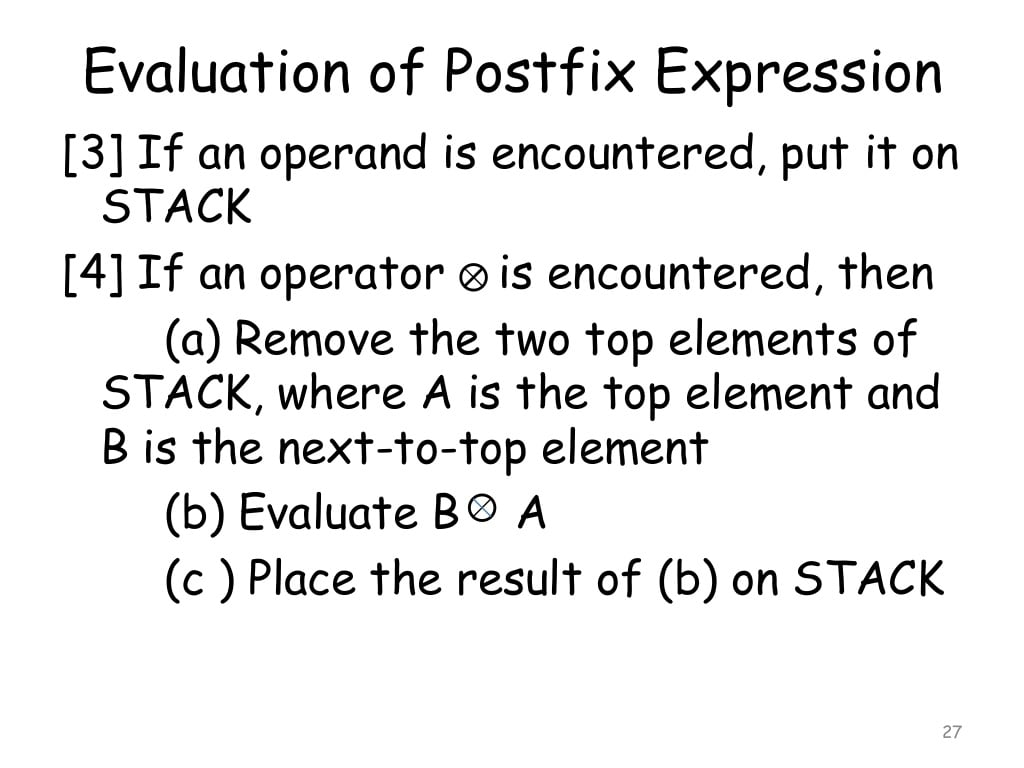 Evaluation of Postfix Expression
[3] If an operand is encountered, put it on
STACK
[4] If an operator ⊗ is encountered, then
(a) Remove the two top elements of
STACK, where A is the top element and
B is the next-to-top element
(b) Evaluate B ⊗ A
(c ) Place the result of (b) on STACK
27